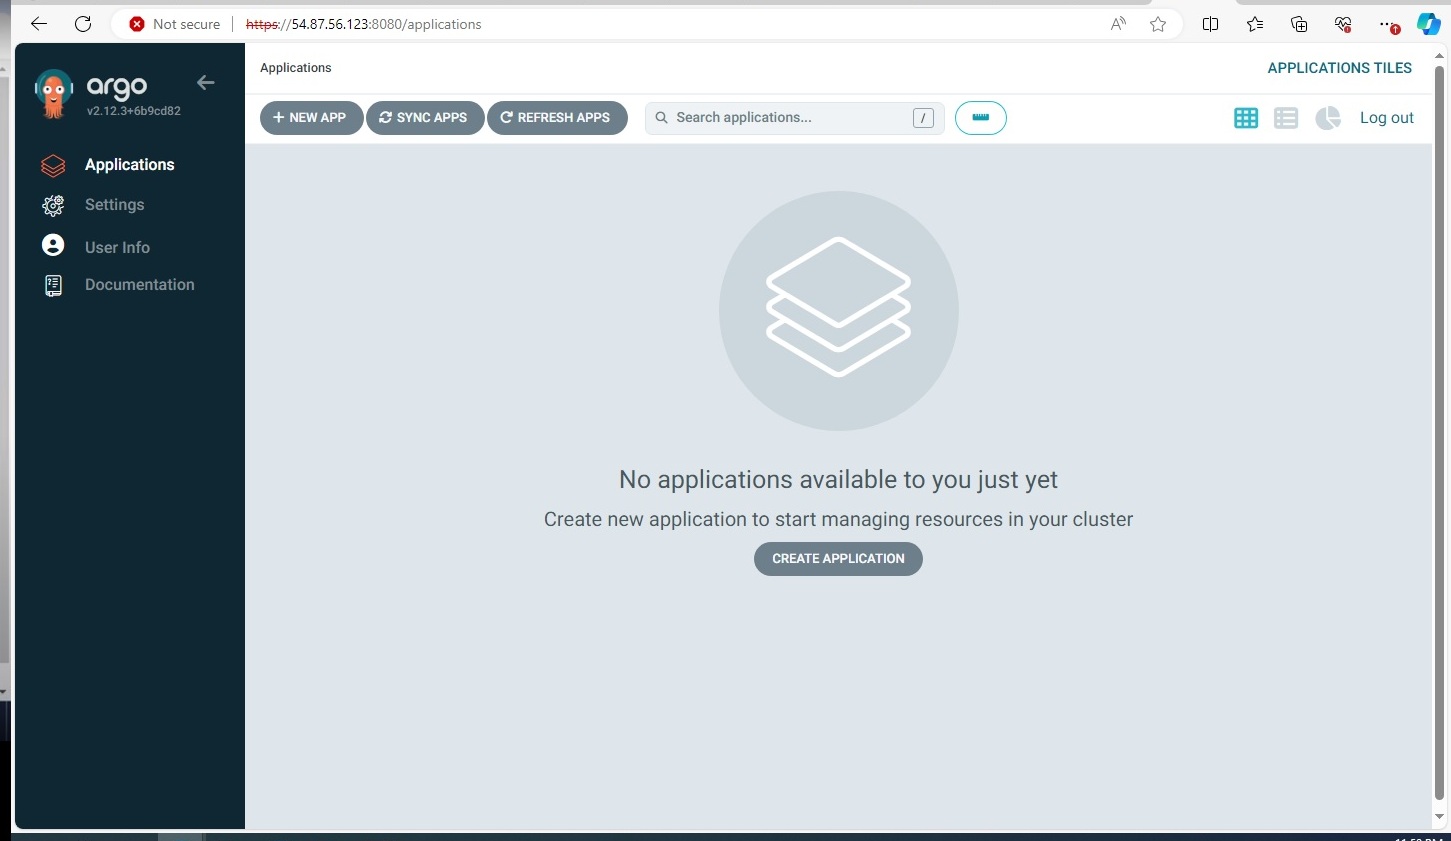 Not secure
https://54.87.56.123:8080/applications
argo
v2.12.3+6b9cd82
Applications
Settings
User Info
Documentation
Applications
APPLICATIONS TILES
NEW APP
SYNC APPS
REFRESH APPS
Search applications...
/
Log out
No applications available to you just yet
Create new application to start managing resources in your cluster
CREATE APPLICATION